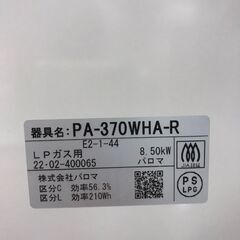 器具名: PA-370WHA-R
E2-1-44
LPガス用 8.50kW
22・02-400065 パロマ
株式会社パロマ
区分C 効率56.3%
区分L 効率210Wh
PS
LPG